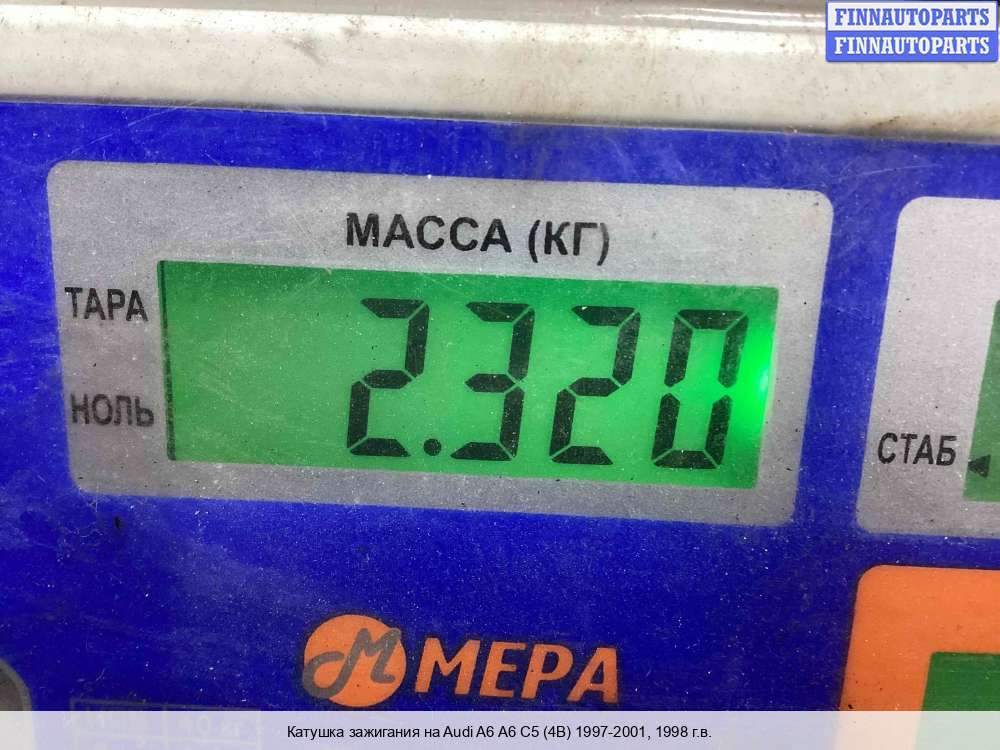 FINNAUTOPARTS
FINNAUTOPARTS
МАССА (КГ)
ТАРА
2.320
НОЛЬ
СТАБ
МЕРА
Катушка зажигания на Audi A6 A6 C5 (4B) 1997-2001, 1998 г.в.